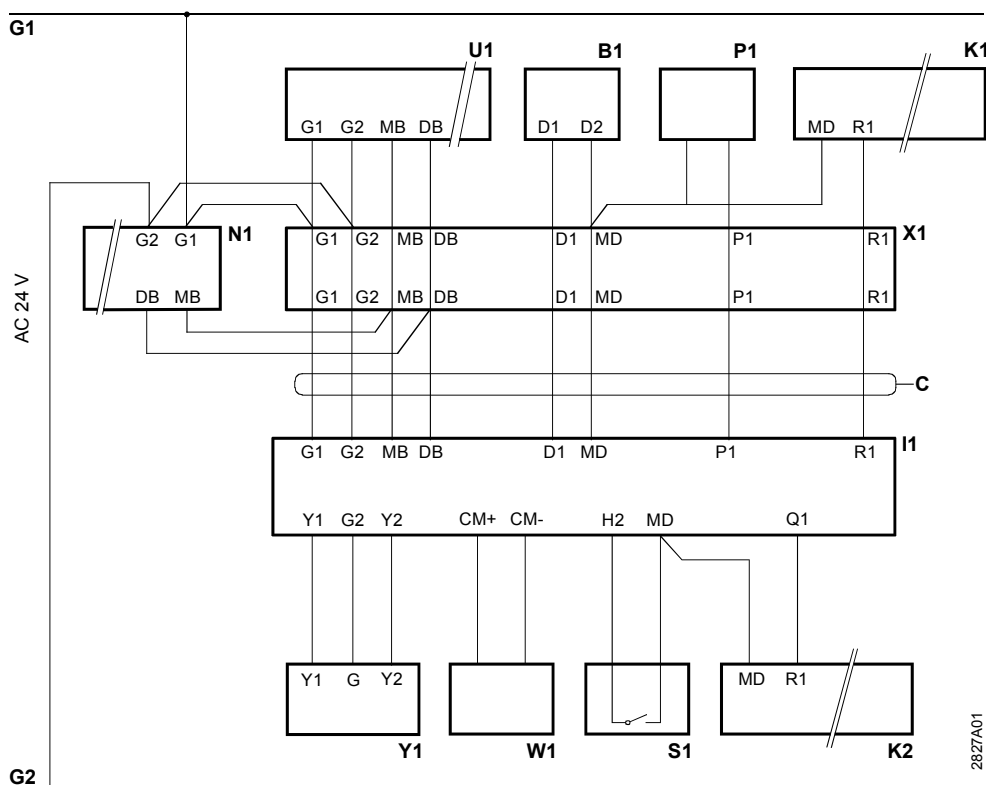 G1
U1 B1 P1 K1
G1 G2 MB DB D1 D2 MD R1
G2 G1 N1 G1 G2 MB DB D1 MD P1 R1 X1
DB MB G1 G2 MB DB D1 MD P1 R1
AC 24 V
C
G1 G2 MB DB D1 MD P1 R1 I1
Y1 G2 Y2 CM+ CM- H2 MD Q1
Y1 G Y2 MD R1
Y1 W1 S1 K2
2827A01
G2